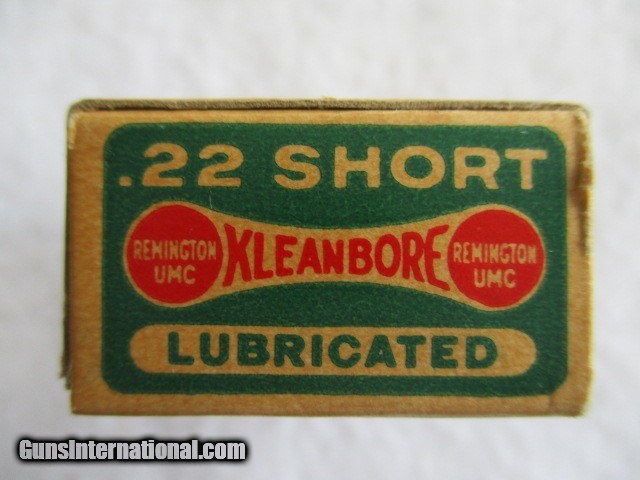 .22 SHORT
REMINGTON UMC KLEANBORE REMINGTON UMC
LUBRICATED
GunsInternational.com